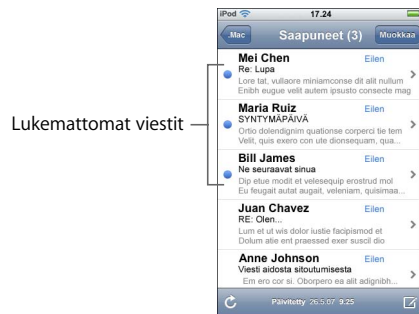 iPod 17.24
.Mac Saapuneet (3) Muokkaa
Mei Chen Eilen
Re: Lupa
Lore tat, vullaore miniamconse dit alit nullum
Enibh eugue velit autem ipsusto consecte mag
Lukemattomat viestit
Maria Ruiz Eilen
SYNTYMÄPÄIVÄ
Ortio dolendignim quationse corperci tie tem
Velit, quis exero con ute dionsequam, qua...
Bill James Eilen
Ne seuraavat sinua
Dip etue modit et velesequip erostrud mol
Eu feugait autat augait, veleniam, quisimaa...
Juan Chavez Eilen
RE: Olen...
Lum et ut wis dolor iustie facipismod et
Dolum atie ent praessed exer suscil dio
Anne Johnson Eilen
Viesti aidosta sitoutumisesta
Em ero cor si. Oborpero ea alit adignibh...
Päivitetty 26.5.07 9.25